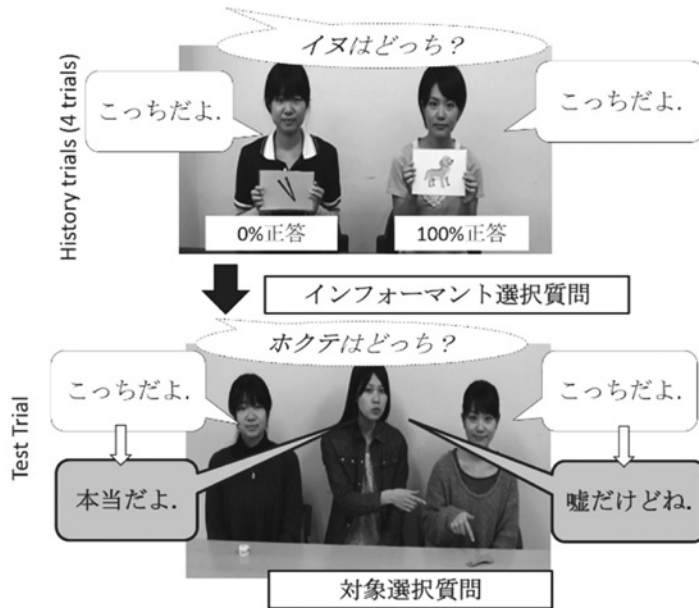 History trials (4 trials)
イヌはどっち？
こっちだよ.
こっちだよ.
0%正答
100%正答
インフォーマント選択質問
Test Trial
ホクテはどっち？
こっちだよ.
こっちだよ.
本当だよ.
嘘だけどね.
対象選択質問